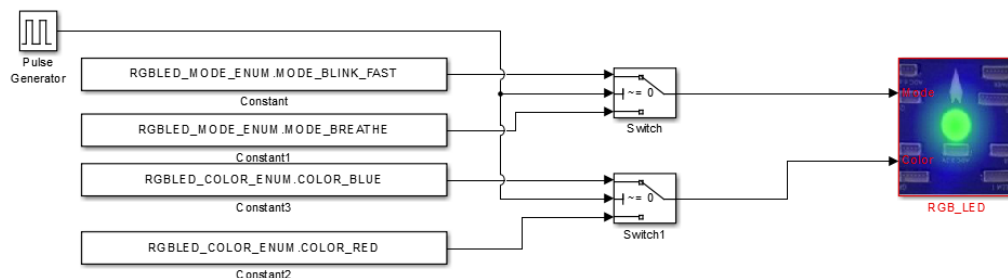 Pulse
Generator
RGBLED_MODE_ENUM.MODE_BLINK_FAST
Constant
RGBLED_MODE_ENUM.MODE_BREATHE
Constant1
RGBLED_COLOR_ENUM.COLOR_BLUE
Constant3
RGBLED_COLOR_ENUM.COLOR_RED
Constant2
~= 0
Switch
~= 0
Switch1
Mode
Color
RGB_LED